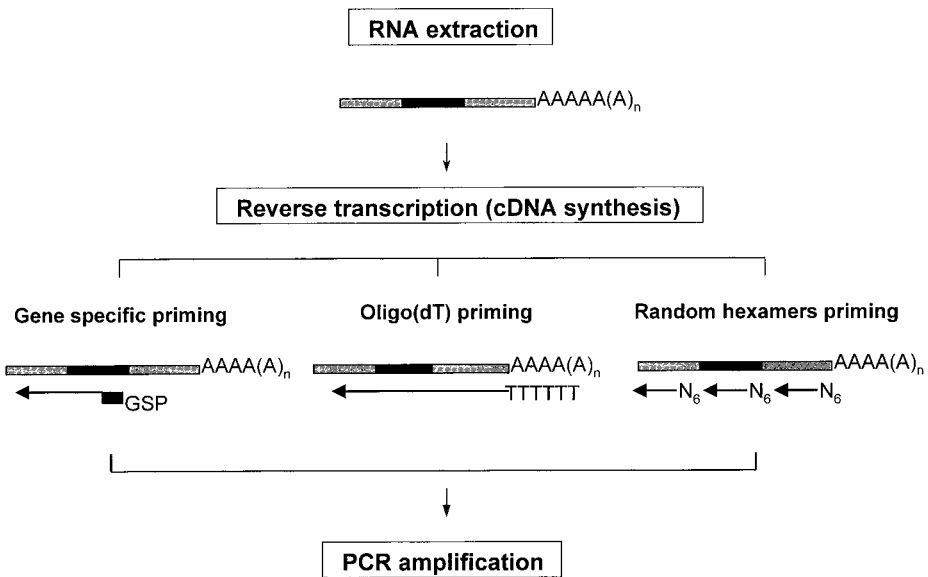 RNA extraction
AAAAA(A)n
Reverse transcription (cDNA synthesis)
Gene specific priming
Oligo(dT) priming
Random hexamers priming
AAAA(A)n
AAAA(A)n
AAAA(A)n
GSP
TTTTTT
N6
N6
N6
PCR amplification